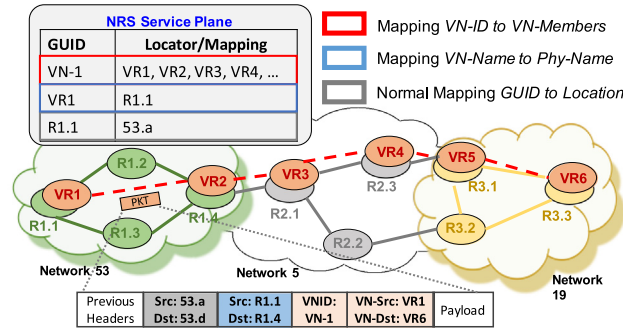 NRS Service Plane
GUID Locator/Mapping
VN-1 VR1, VR2, VR3, VR4, ...
VR1 R1.1
R1.1 53.a
Mapping VN-ID to VN-Members
Mapping VN-Name to Phy-Name
Normal Mapping GUID to Location
R1.2
VR1
R1.1
PKT
R1.3
VR2
R1.4
VR3
R2.1
VR4
R2.3
R2.2
VR5
R3.1
R3.2
VR6
R3.3
Network 53
Network 5
Network
19
Previous
Headers
Src: 53.a
Dst: 53.d
Src: R1.1
Dst: R1.4
VNID:
VN-1
VN-Src: VR1
VN-Dst: VR6
Payload